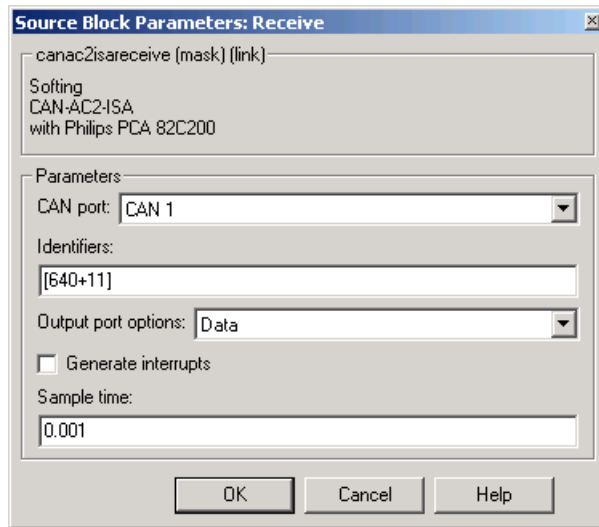 Source Block Parameters: Receive
canac2isareceive (mask) (link)
Softing
CAN-AC2-ISA
with Philips PCA 82C200
Parameters
CAN port: CAN 1
Identifiers:
[640+11]
Output port options: Data
Generate interrupts
Sample time:
0.001
OK Cancel Help